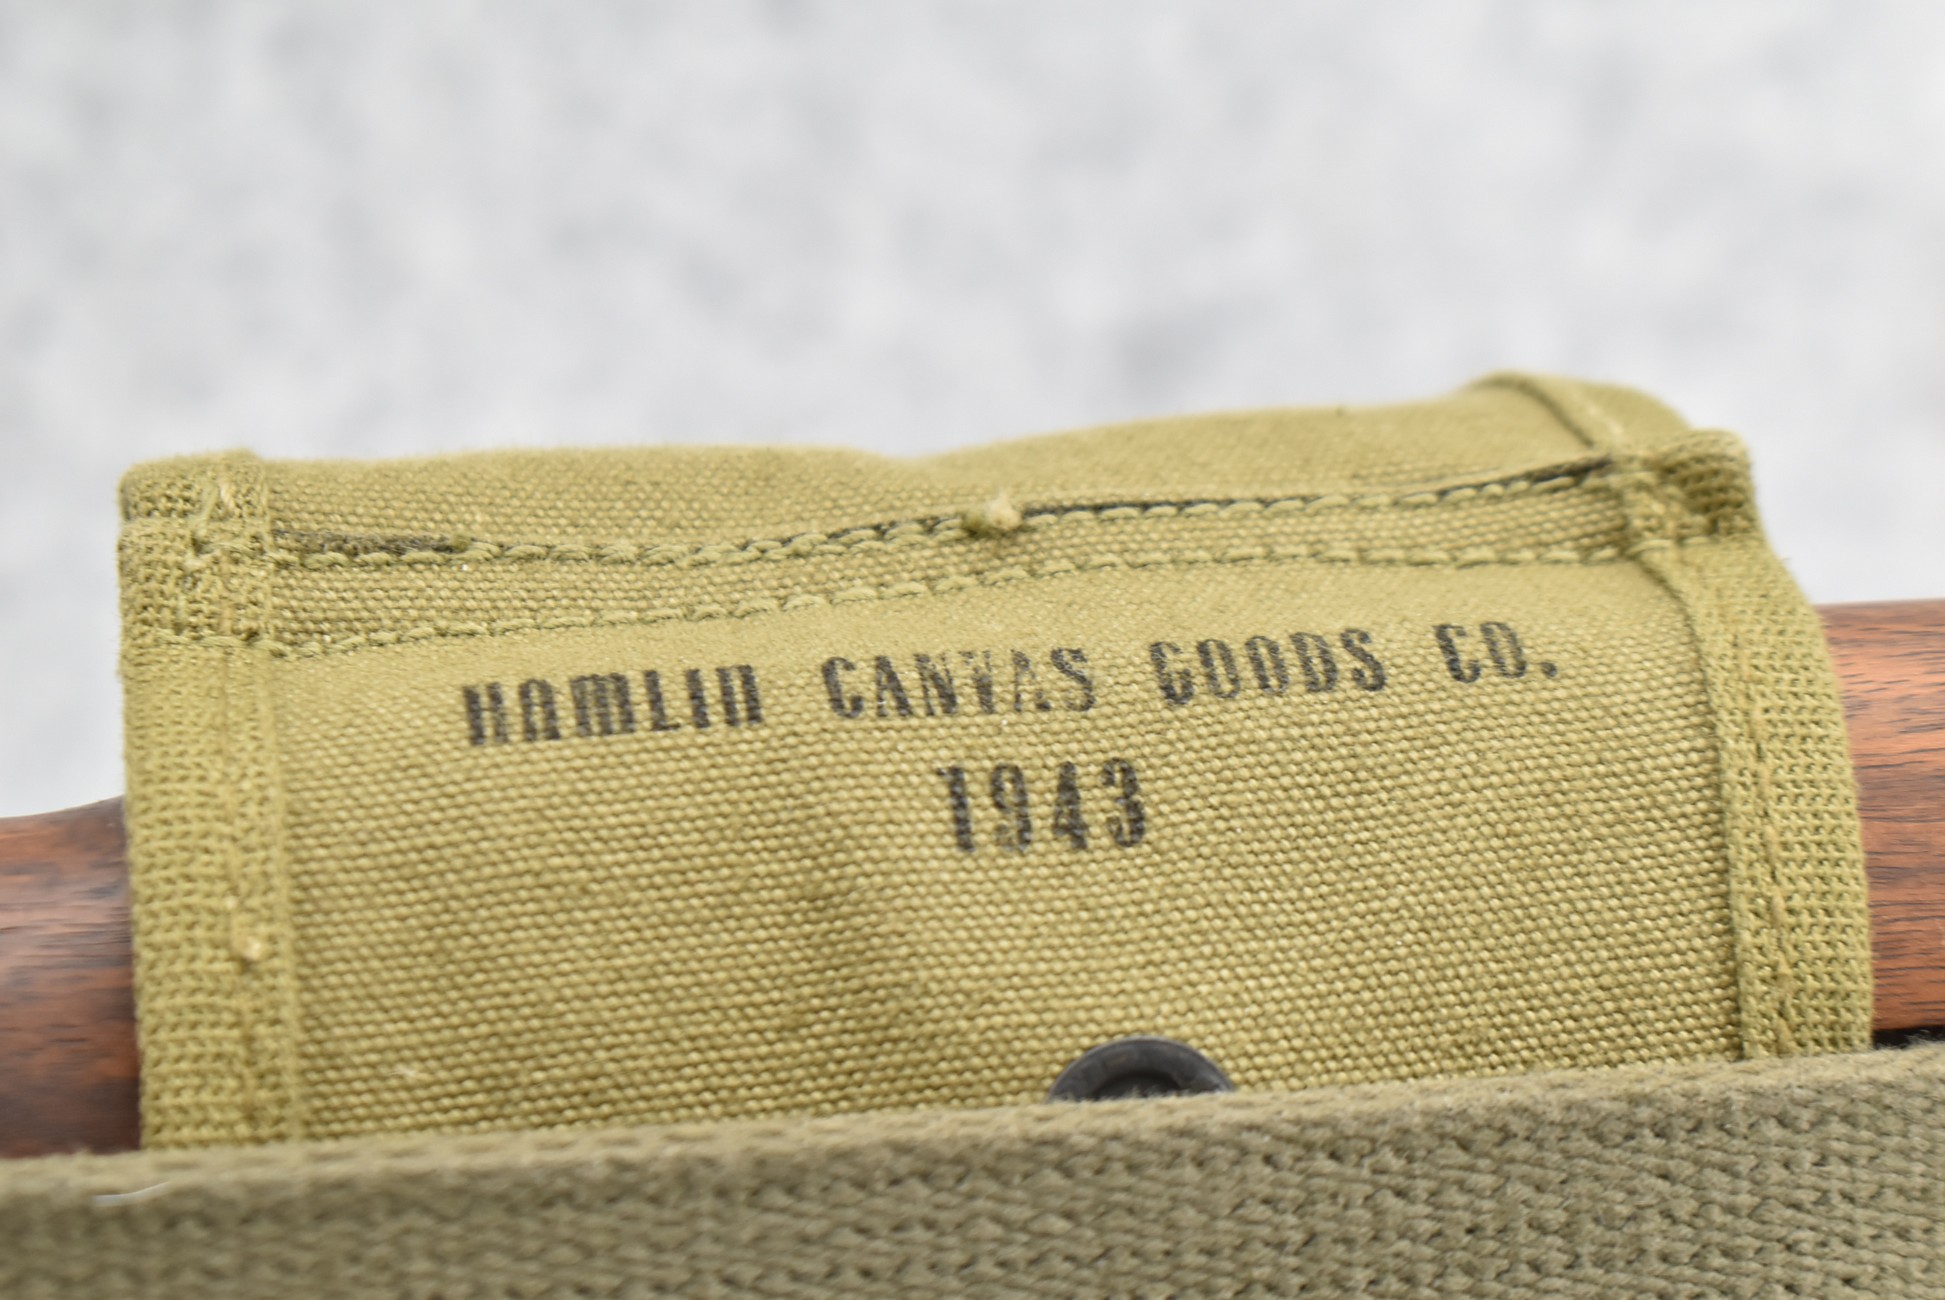 HAMLIN CANVAS GOODS CO.
1943